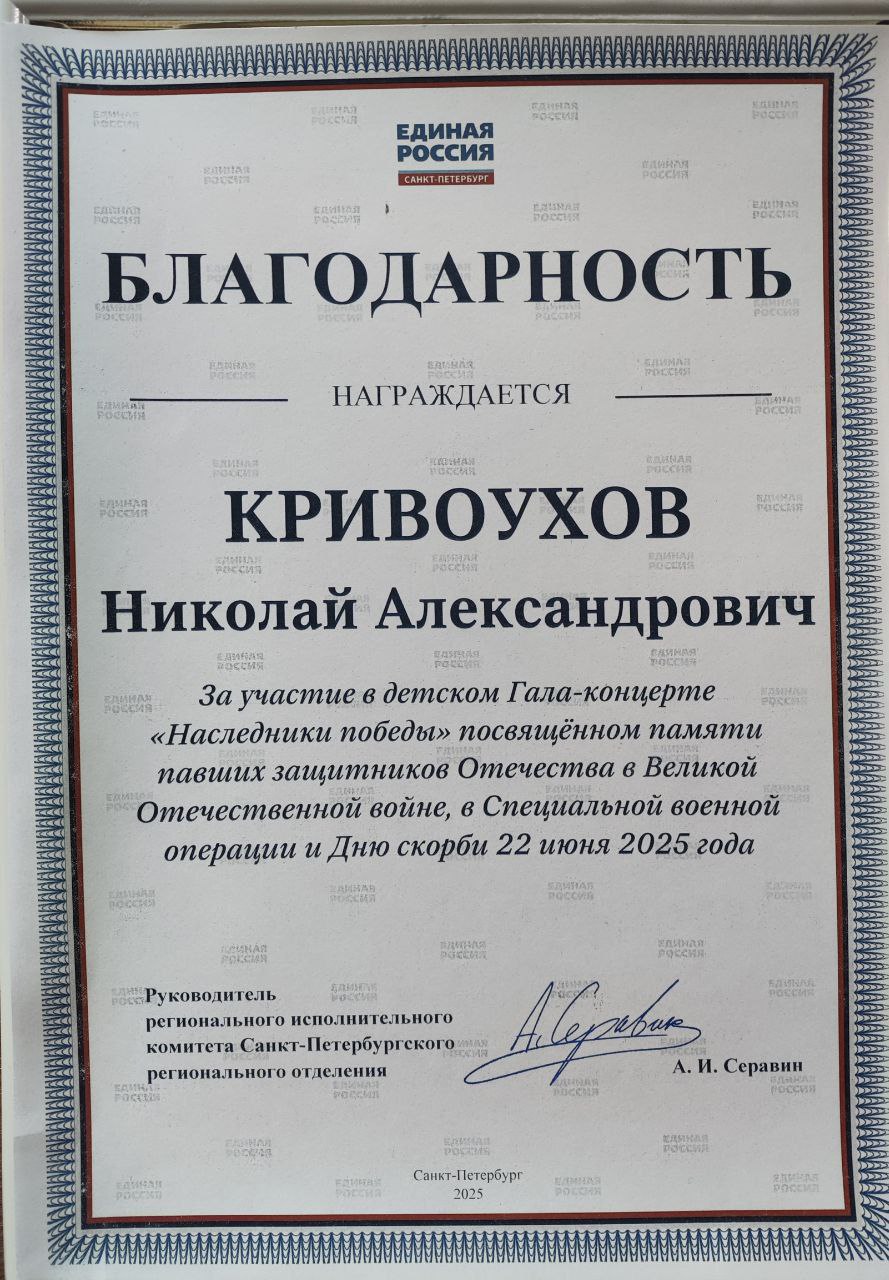 ЕДИНАЯ
РОССИЯ
САНКТ-ПЕТЕРБУРГ
БЛАГОДАРНОСТЬ
НАГРАЖДАЕТСЯ
КРИВОУХОВ
Николай Александрович
За участие в детском Гала-концерте
«Наследники победы» посвящённом памяти
павших защитников Отечества в Великой
Отечественной войне, в Специальной военной
операции и Дню скорби 22 июня 2025 года
Руководитель
регионального исполнительного
комитета Санкт-Петербургского
регионального отделения
А. Серавин
А. И. Серавин
Санкт-Петербург
2025